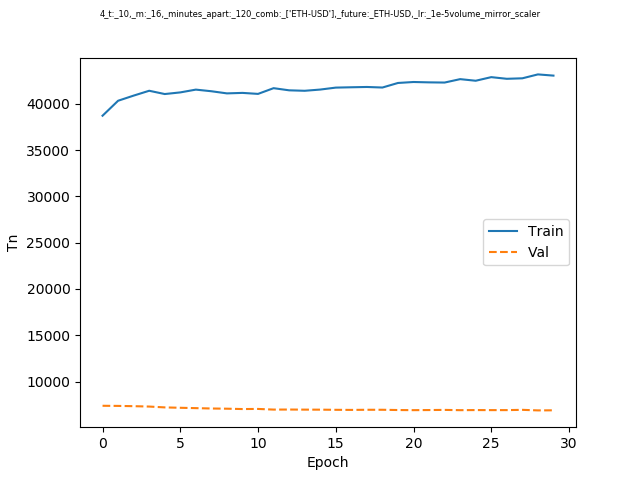 4_t:_10,_m:_16,_minutes_apart:_120_comb:_['ETH-USD'],_future:_ETH-USD,_lr:_1e-5volume_mirror_scaler
40000
35000
30000
25000
20000
15000
10000
Tn
Train
Val
0 5 10 15 20 25 30
Epoch